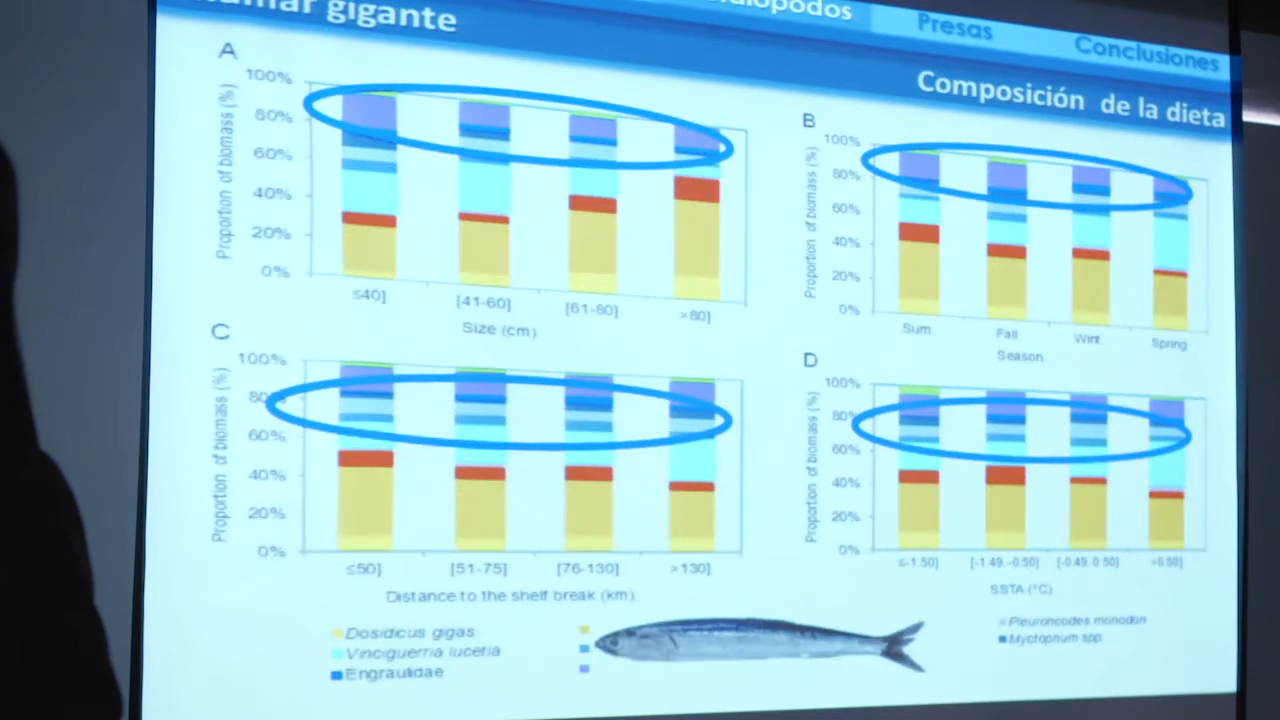 gigante
Presas
Conclusiones
Composición de la dieta
A
Proportion of biomass (%)
100%
80%
60%
40%
20%
0%
≤40]
[41-60]
[61-80]
>80]
Size (cm)
B
Proportion of biomass (%)
100%
80%
60%
40%
20%
0%
Sum
Fall
Wint
Spring
Season
C
Proportion of biomass (%)
100%
80%
60%
40%
20%
0%
≤50]
[51-75]
[76-130]
>130]
Distance to the shelf break (km)
D
Proportion of biomass (%)
100%
80%
60%
40%
20%
0%
≤-1.50]
[-1.49.-0.50]
[-0.49. 0.50]
>0.50]
SSTA (°C)
Dosidicus gigas
Vinciguerria lucetia
Engraulidae
Pleuroncodes monodon
Myctophum spp